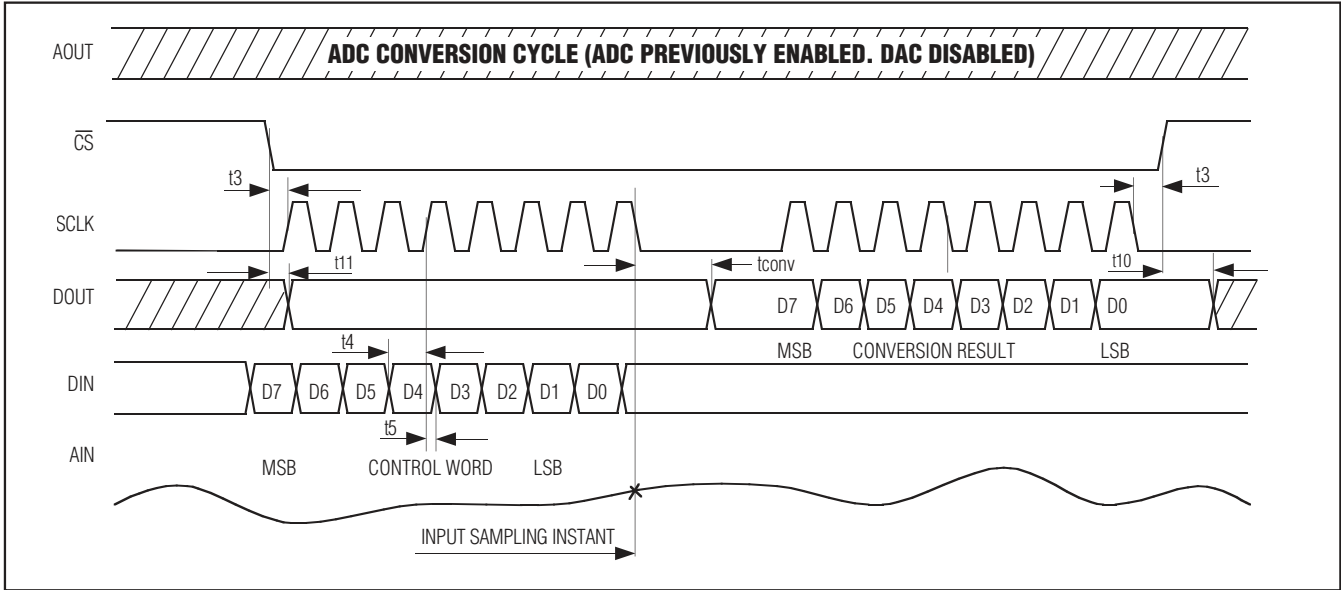 AOUT
ADC CONVERSION CYCLE (ADC PREVIOUSLY ENABLED. DAC DISABLED)
C̅S̅
t3
t3
SCLK
t11
tconv
t10
DOUT
D7 D6 D5 D4 D3 D2 D1 D0
MSB CONVERSION RESULT LSB
t4
DIN
D7 D6 D5 D4 D3 D2 D1 D0
t5
AIN
MSB CONTROL WORD LSB
INPUT SAMPLING INSTANT